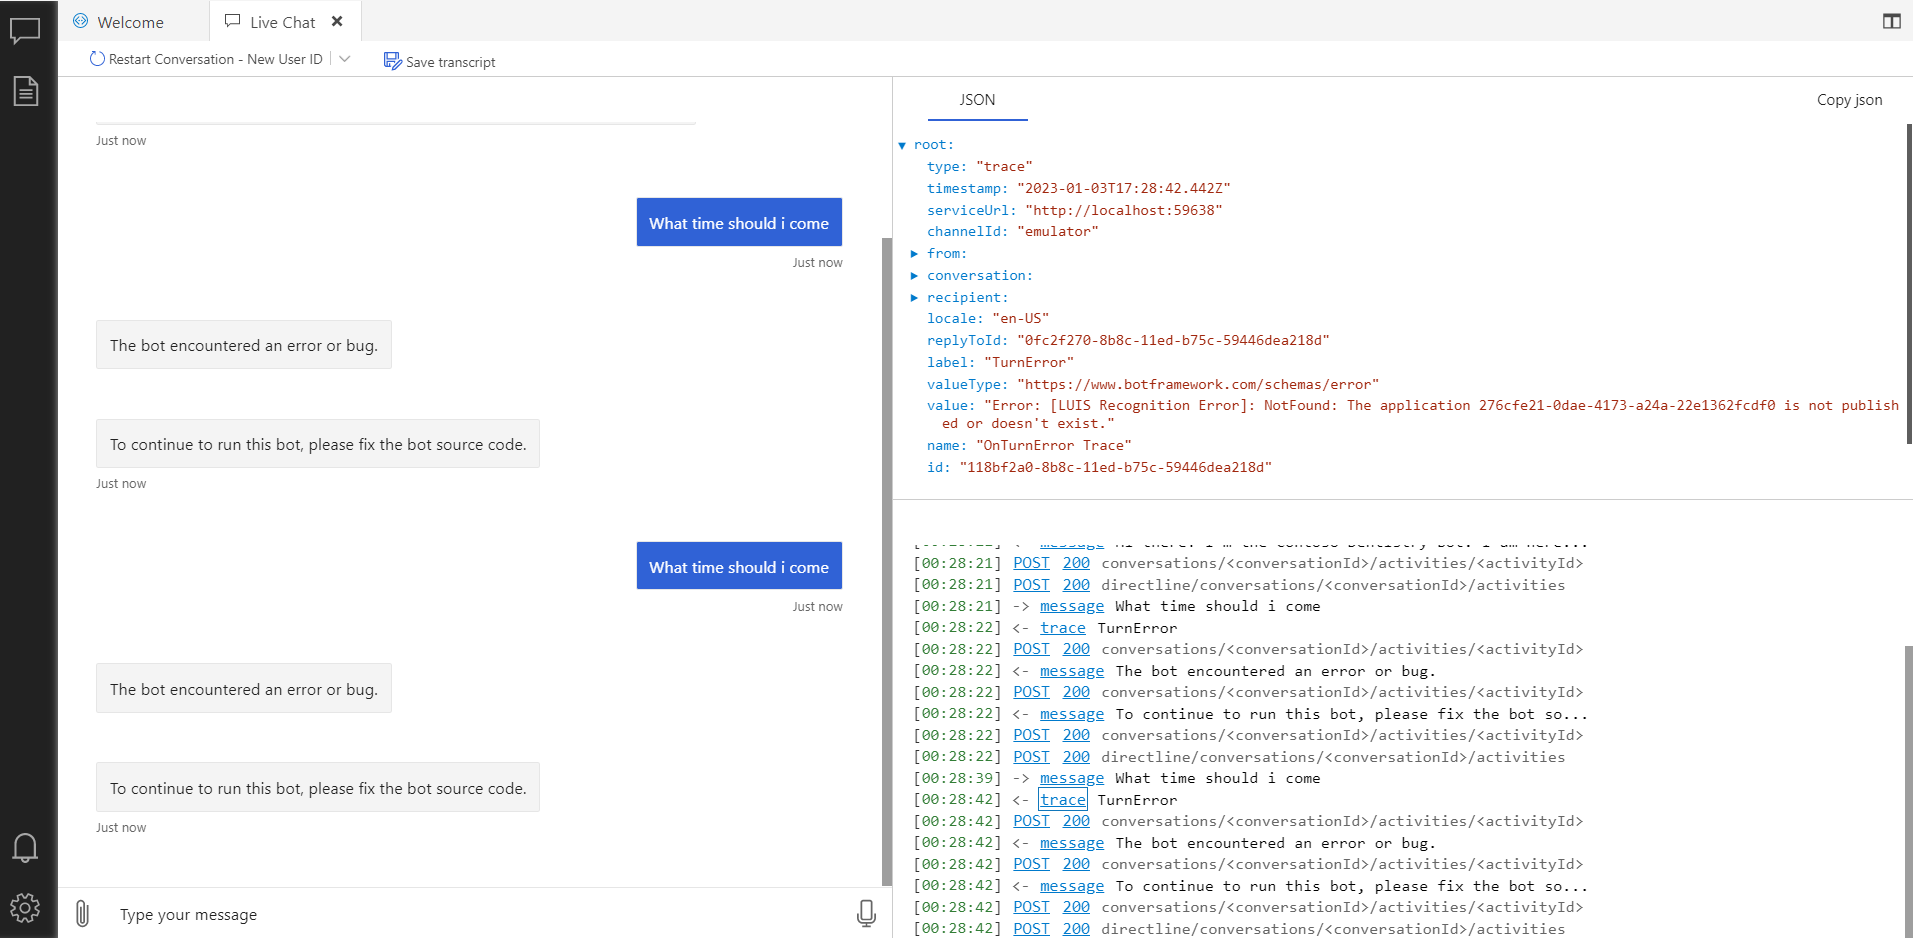 Welcome
Live Chat
Restart Conversation - New User ID
Save transcript
Just now
What time should i come
Just now
The bot encountered an error or bug.
To continue to run this bot, please fix the bot source code.
Just now
What time should i come
Just now
The bot encountered an error or bug.
To continue to run this bot, please fix the bot source code.
Just now
Type your message
JSON
Copy json
root:
type: "trace"
timestamp: "2023-01-03T17:28:42.442Z"
serviceUrl: "http://localhost:59638"
channelId: "emulator"
from:
conversation:
recipient:
locale: "en-US"
replyToId: "0fc2f270-8b8c-11ed-b75c-59446dea218d"
label: "TurnError"
valueType: "https://www.botframework.com/schemas/error"
value: "Error: [LUIS Recognition Error]: NotFound: The application 276cfe21-0dae-4173-a24a-22e1362fcdf0 is not publish
ed or doesn't exist."
name: "OnTurnError Trace"
id: "118bf2a0-8b8c-11ed-b75c-59446dea218d"
<- message Hi there! I'm the Contoso Dentistry Bot. I am here...
[00:28:21] POST 200 conversations/<conversationId>/activities/<activityId>
[00:28:21] POST 200 directline/conversations/<conversationId>/activities
[00:28:21] -> message What time should i come
[00:28:22] <- trace TurnError
[00:28:22] POST 200 conversations/<conversationId>/activities/<activityId>
[00:28:22] <- message The bot encountered an error or bug.
[00:28:22] POST 200 conversations/<conversationId>/activities/<activityId>
[00:28:22] <- message To continue to run this bot, please fix the bot so...
[00:28:22] POST 200 conversations/<conversationId>/activities/<activityId>
[00:28:22] POST 200 directline/conversations/<conversationId>/activities
[00:28:39] -> message What time should i come
[00:28:42] <- trace TurnError
[00:28:42] POST 200 conversations/<conversationId>/activities/<activityId>
[00:28:42] <- message The bot encountered an error or bug.
[00:28:42] POST 200 conversations/<conversationId>/activities/<activityId>
[00:28:42] <- message To continue to run this bot, please fix the bot so...
[00:28:42] POST 200 conversations/<conversationId>/activities/<activityId>
[00:28:42] POST 200 directline/conversations/<conversationId>/activities